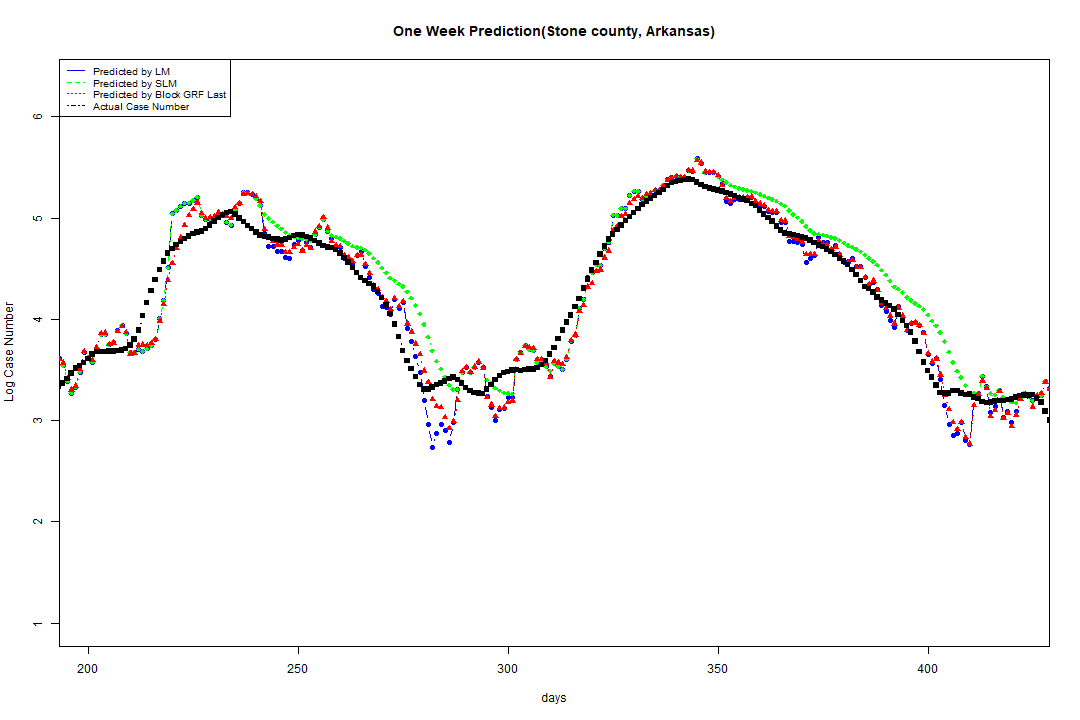 One Week Prediction(Stone county, Arkansas)
Predicted by LM
Predicted by SLM
Predicted by Block GRF Last
Actual Case Number
6
5
4
3
2
1
Log Case Number
200 250 300 350 400
days